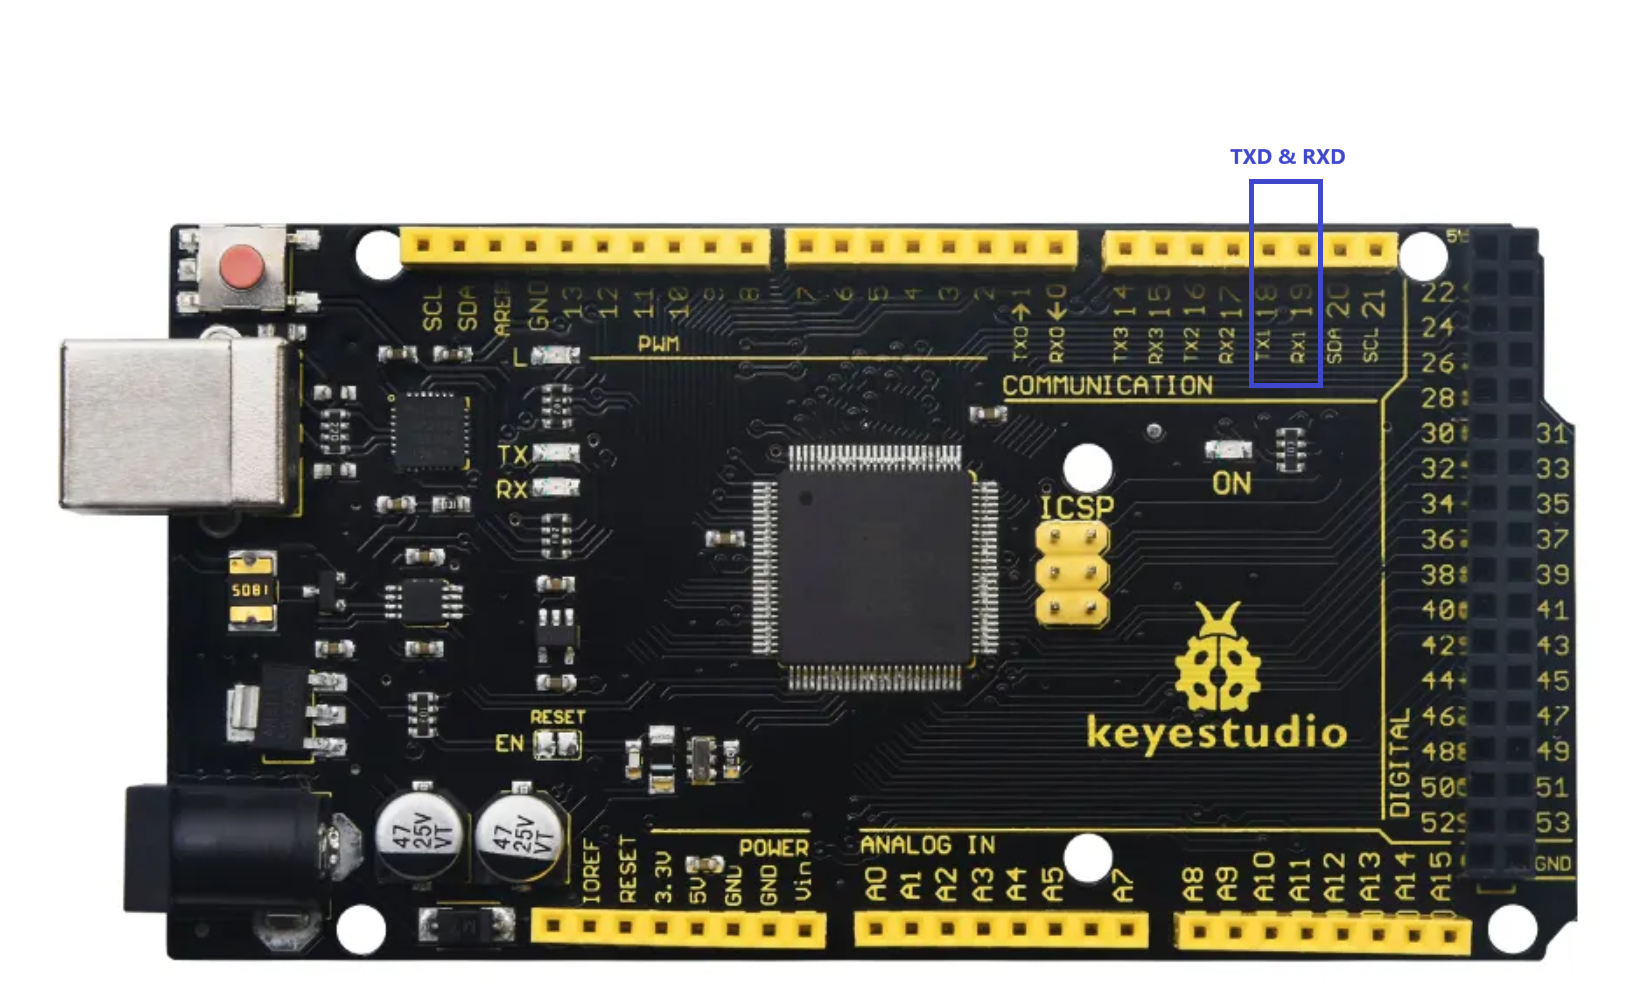 TXD & RXD
5V
SCL SDA AREF GND 13 12 11 10 9 8 7 6 5 4 3 2 TX0→1 RX0←0 TX3 14 RX3 15 TX2 16 RX2 17 TX1 18 RX1 19 SDA 20 SCL 21
L
PWM
COMMUNICATION
22
24
26
28
30 31
32 33
34 35
36 37
38 39
40 41
42 43
44 45
46 47
48 49
50 51
52 53
GND
DIGITAL
TX
RX
ON
ICSP
5081
keyestudio
RESET
EN
47 25V VT
47 25V VT
POWER
ANALOG IN
IOREF RESET 3.3V 5V GND GND Vin
A0 A1 A2 A3 A4 A5 A7 A8 A9 A10 A11 A12 A13 A14 A15
M7